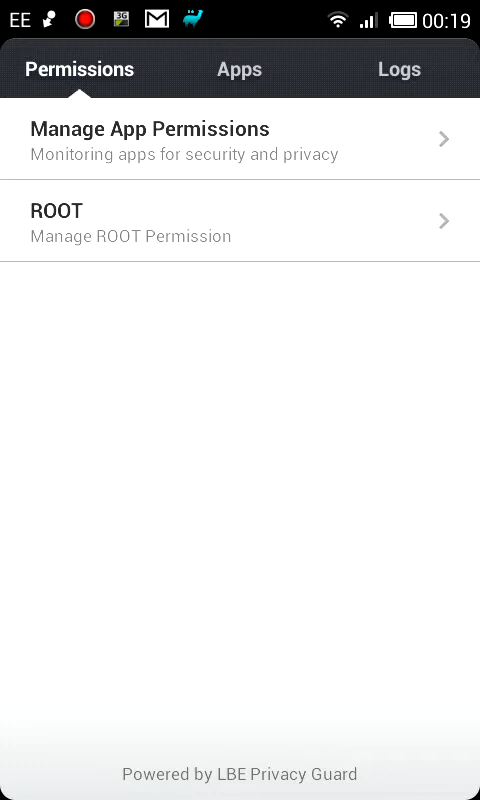 EE 3G 00:19
Permissions Apps Logs
Manage App Permissions
Monitoring apps for security and privacy
ROOT
Manage ROOT Permission
Powered by LBE Privacy Guard